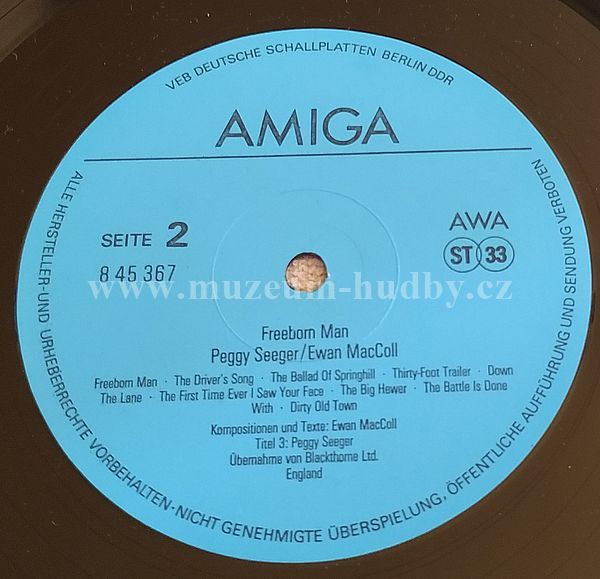 VEB DEUTSCHE SCHALLPLATTEN BERLIN DDR
AMIGA
SEITE 2
8 45 367
AWA
ST 33
www.muzeum-hudby.cz
Freeborn Man
Peggy Seeger/Ewan MacColl
Freeborn Man · The Driver's Song · The Ballad Of Springhill · Thirty-Foot Trailer · Down
The Lane · The First Time Ever I Saw Your Face · The Big Hewer · The Battle Is Done
With · Dirty Old Town
Kompositionen und Texte: Ewan MacColl
Titel 3: Peggy Seeger
Übernahme von Blackthorne Ltd.
England
ALLE HERSTELLER- UND URHEBERRECHTE VORBEHALTEN · NICHT GENEHMIGTE ÜBERSPIELUNG, ÖFFENTLICHE AUFFÜHRUNG UND SENDUNG VERBOTEN